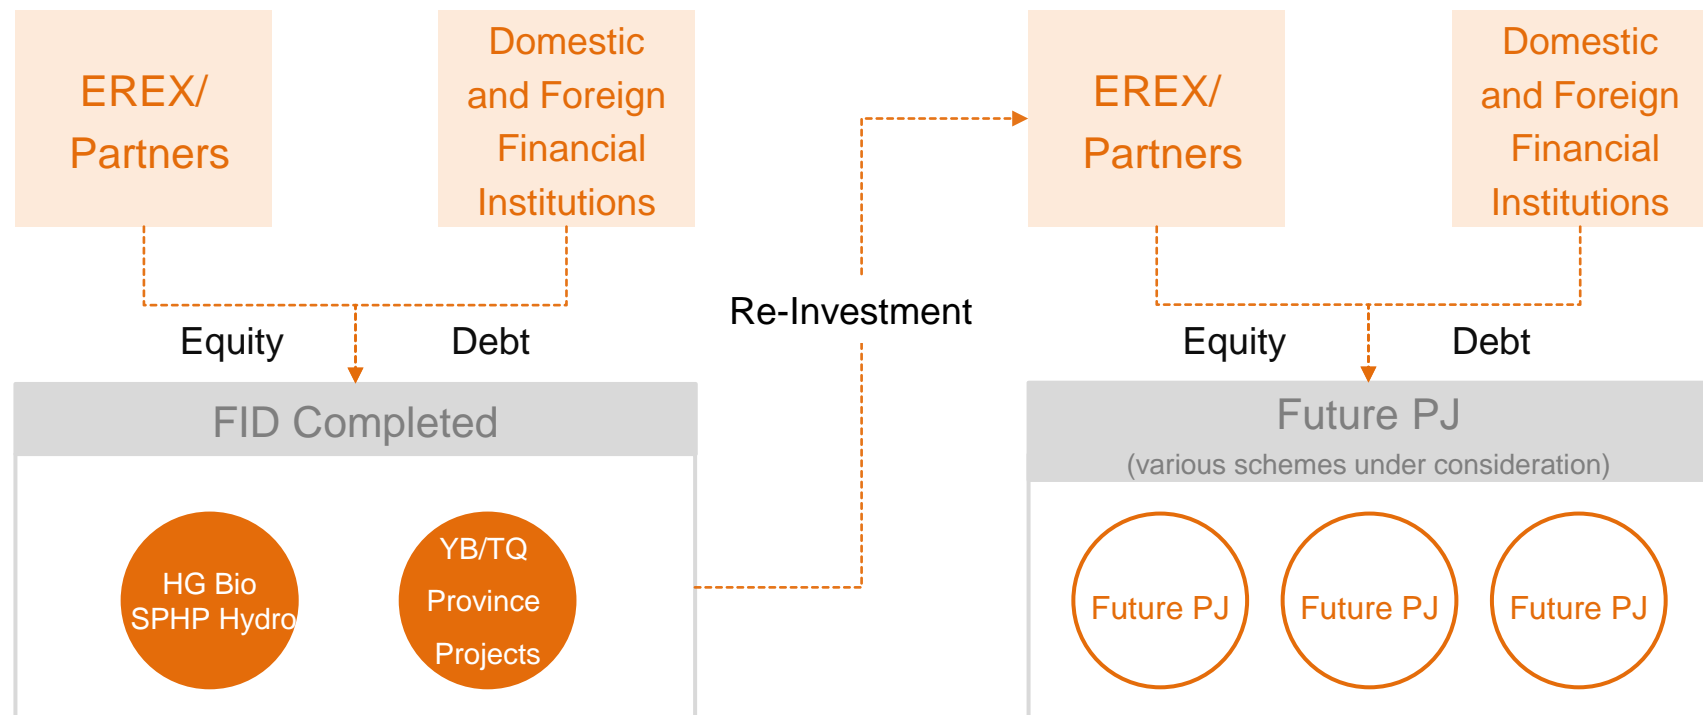 EREX/
Partners
Domestic
and Foreign
Financial
Institutions
Equity
Debt
FID Completed
HG Bio
SPHP Hydro
YB/TQ
Province
Projects
Re-Investment
EREX/
Partners
Domestic
and Foreign
Financial
Institutions
Equity
Debt
Future PJ
(various schemes under consideration)
Future PJ
Future PJ
Future PJ